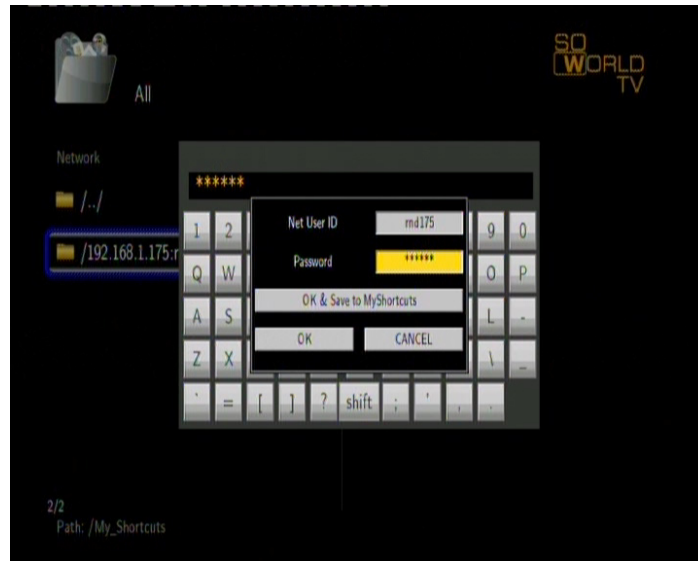 SO
WORLD
TV
All
Network
/../
/192.168.1.175:r
******
Net User ID rnd175
Password ******
OK & Save to MyShortcuts
OK CANCEL
1 2 9 0
Q W O P
A S L -
Z X \ _
` = [ ] ? shift ; ' , .
2/2
Path: /My_Shortcuts